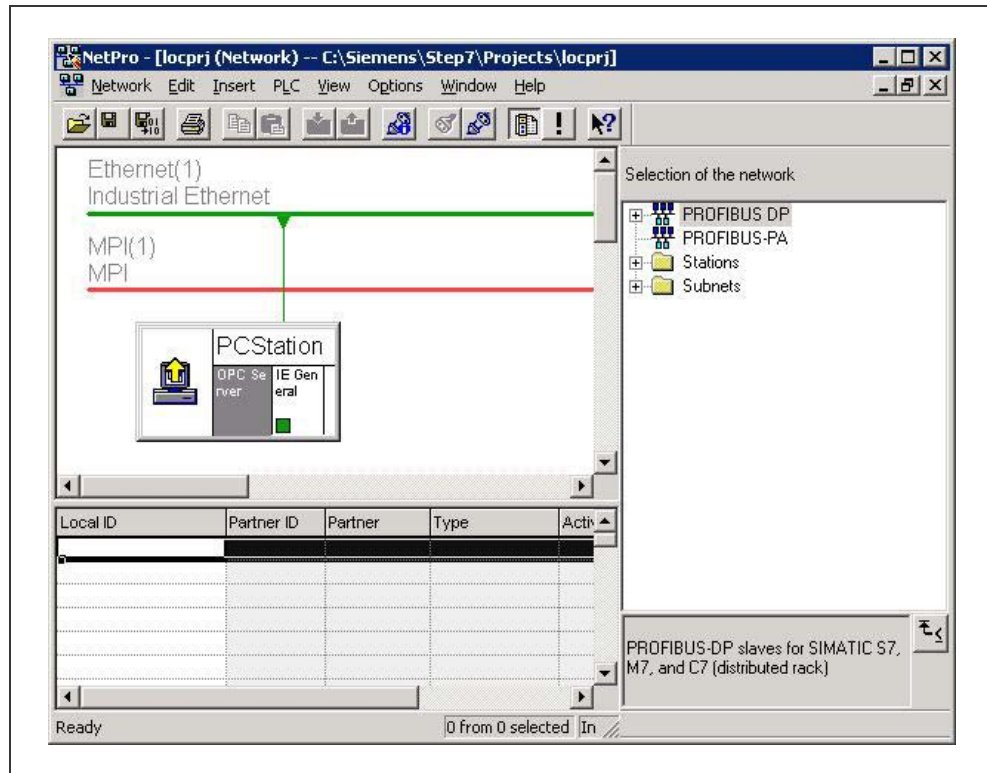 NetPro - [locprj (Network) -- C:\Siemens\Step7\Projects\locprj]
Network Edit Insert PLC View Options Window Help
Ethernet(1)
Industrial Ethernet
MPI(1)
MPI
PCStation
OPC Se
rver
IE Gen
eral
Local ID Partner ID Partner Type Activ
Selection of the network
PROFIBUS DP
PROFIBUS-PA
Stations
Subnets
PROFIBUS-DP slaves for SIMATIC S7,
M7, and C7 (distributed rack)
Ready 0 from 0 selected In